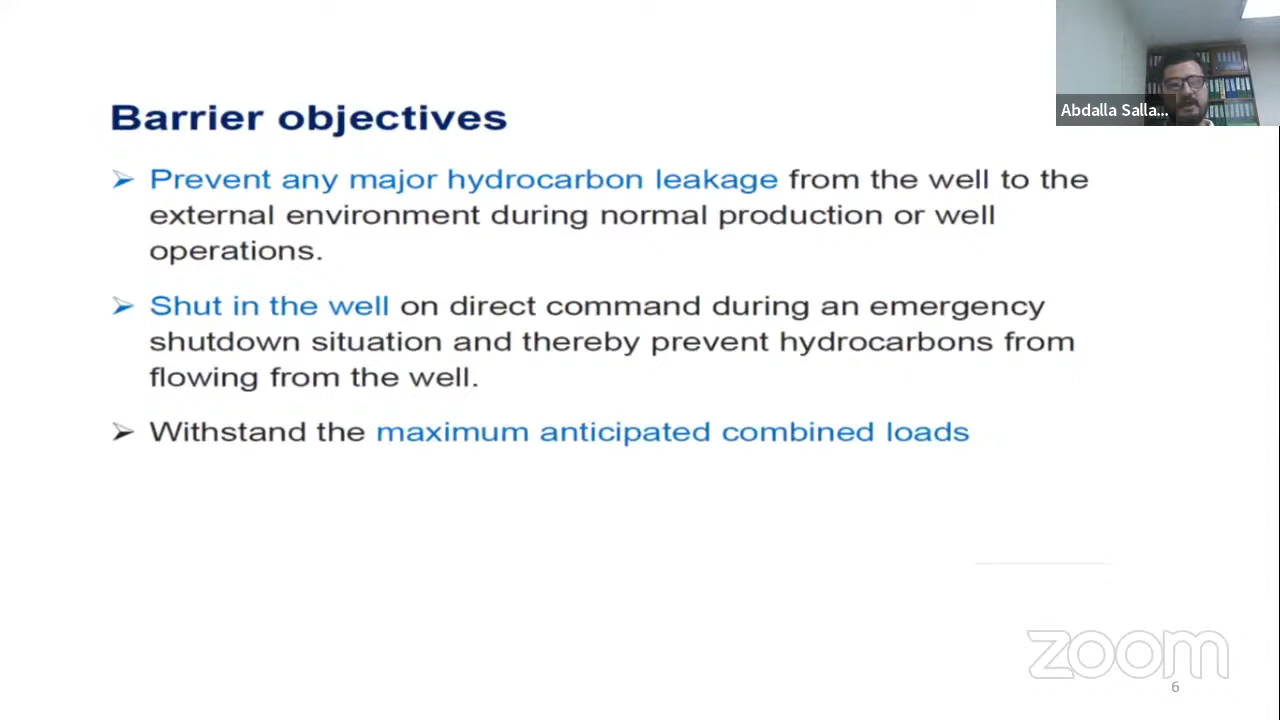 Abdalla Salla...
Barrier objectives
➢ Prevent any major hydrocarbon leakage from the well to the
external environment during normal production or well
operations.
➢ Shut in the well on direct command during an emergency
shutdown situation and thereby prevent hydrocarbons from
flowing from the well.
➢ Withstand the maximum anticipated combined loads
zoom
6